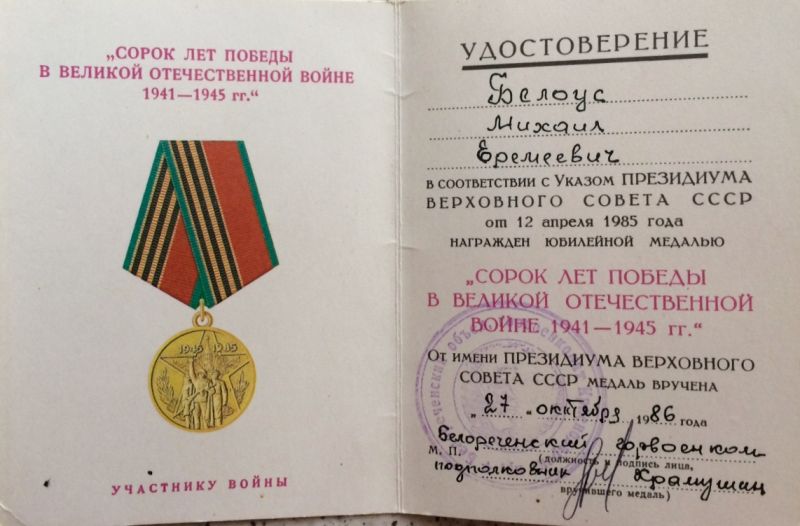 „СОРОК ЛЕТ ПОБЕДЫ
В ВЕЛИКОЙ ОТЕЧЕСТВЕННОЙ ВОЙНЕ
1941—1945 гг.“
1945 1985
УЧАСТНИКУ ВОЙНЫ
УДОСТОВЕРЕНИЕ
Белоус
Михаил
Еремеевич
В СООТВЕТСТВИИ С УКАЗОМ ПРЕЗИДИУМА
ВЕРХОВНОГО СОВЕТА СССР
от 12 апреля 1985 года
НАГРАЖДЕН ЮБИЛЕЙНОЙ МЕДАЛЬЮ
„СОРОК ЛЕТ ПОБЕДЫ
В ВЕЛИКОЙ ОТЕЧЕСТВЕННОЙ
ВОЙНЕ 1941—1945 гг.“
ОТ ИМЕНИ ПРЕЗИДИУМА ВЕРХОВНОГО
СОВЕТА СССР МЕДАЛЬ ВРУЧЕНА
„27 „ октября 1986 года
Белореченский горвоенком
М. П. (должность и подпись лица,
подполковник Храмушин
вручившего медаль)